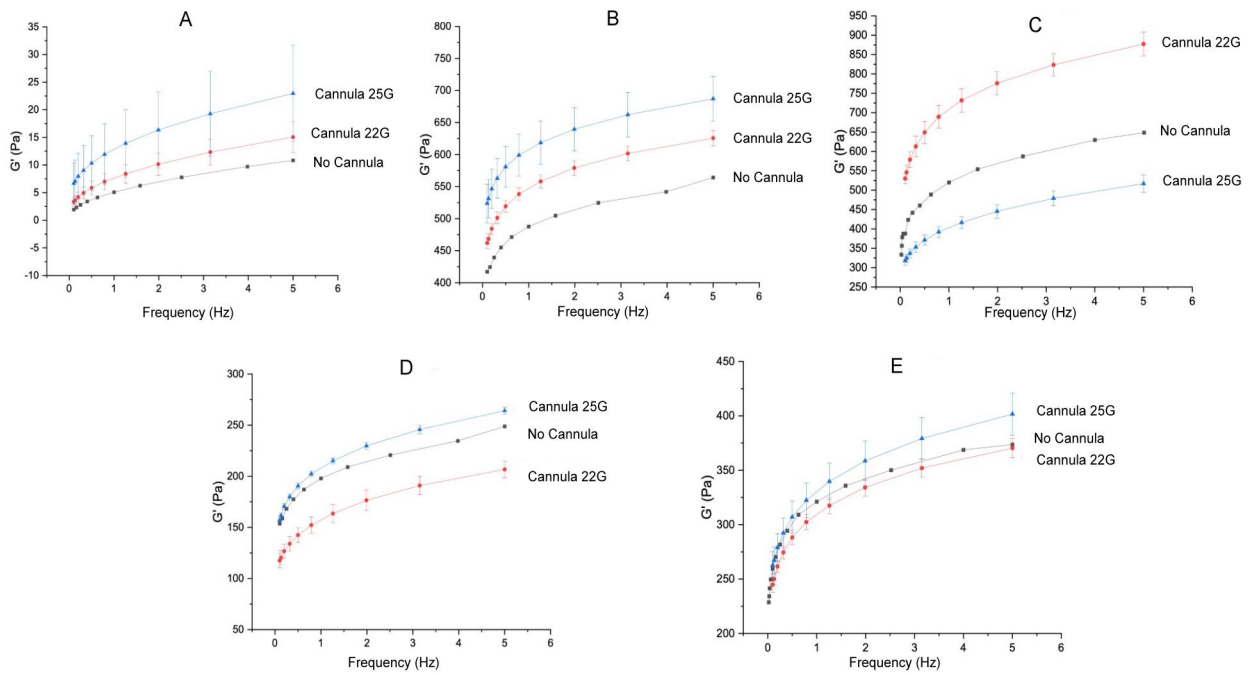 A
35
30
25
20
15
10
5
0
-5
-10
G' (Pa)
0
1
2
3
4
5
6
Frequency (Hz)
Cannula 25G
Cannula 22G
No Cannula
B
800
750
700
650
600
550
500
450
400
G' (Pa)
0
1
2
3
4
5
6
Frequency (Hz)
Cannula 25G
Cannula 22G
No Cannula
C
950
900
850
800
750
700
650
600
550
500
450
400
350
300
250
G' (Pa)
0
1
2
3
4
5
6
Frequency (Hz)
Cannula 22G
No Cannula
Cannula 25G
D
300
250
200
150
100
50
G' (Pa)
0
1
2
3
4
5
6
Frequency (Hz)
Cannula 25G
No Cannula
Cannula 22G
E
450
400
350
300
250
200
G' (Pa)
0
1
2
3
4
5
6
Frequency (Hz)
Cannula 25G
No Cannula
Cannula 22G